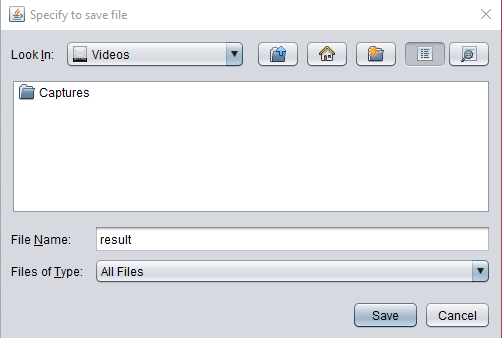 Specify to save file
Look In: Videos
Captures
File Name: result
Files of Type: All Files
Save Cancel